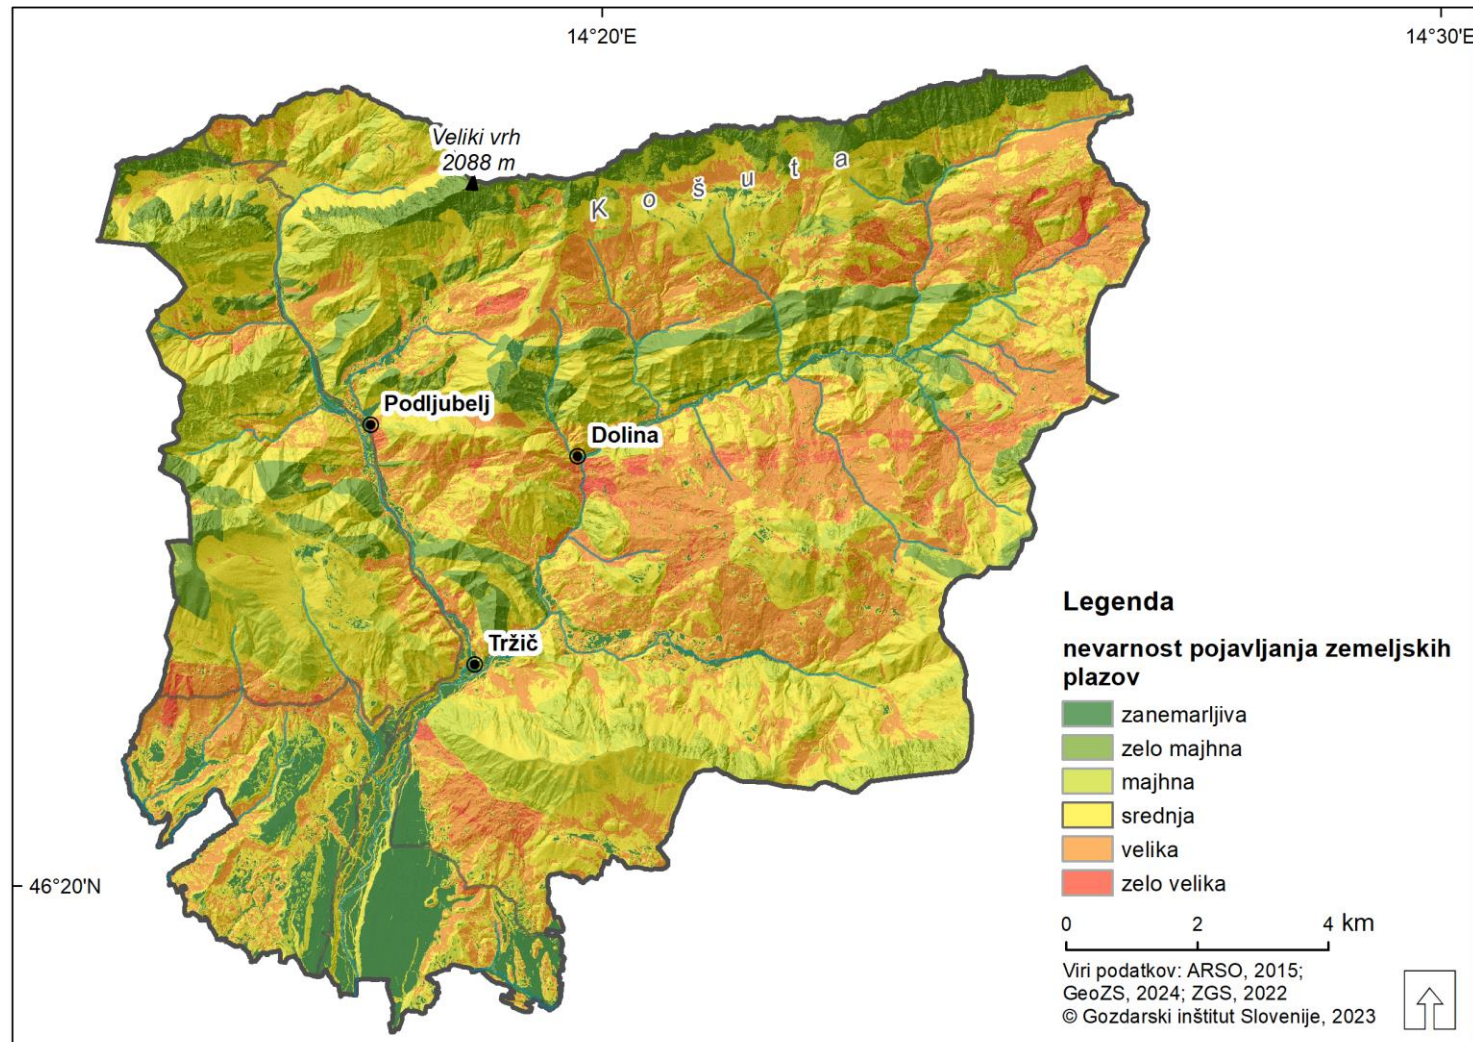 14°20'E
14°30'E
Veliki vrh
2088 m
Košuta
Podljubelj
Dolina
Tržič
46°20'N
Legenda
nevarnost pojavljanja zemeljskih
plazov
zanemarljiva
zelo majhna
majhna
srednja
velika
zelo velika
0 2 4 km
Viri podatkov: ARSO, 2015;
GeoZS, 2024; ZGS, 2022
© Gozdarski inštitut Slovenije, 2023